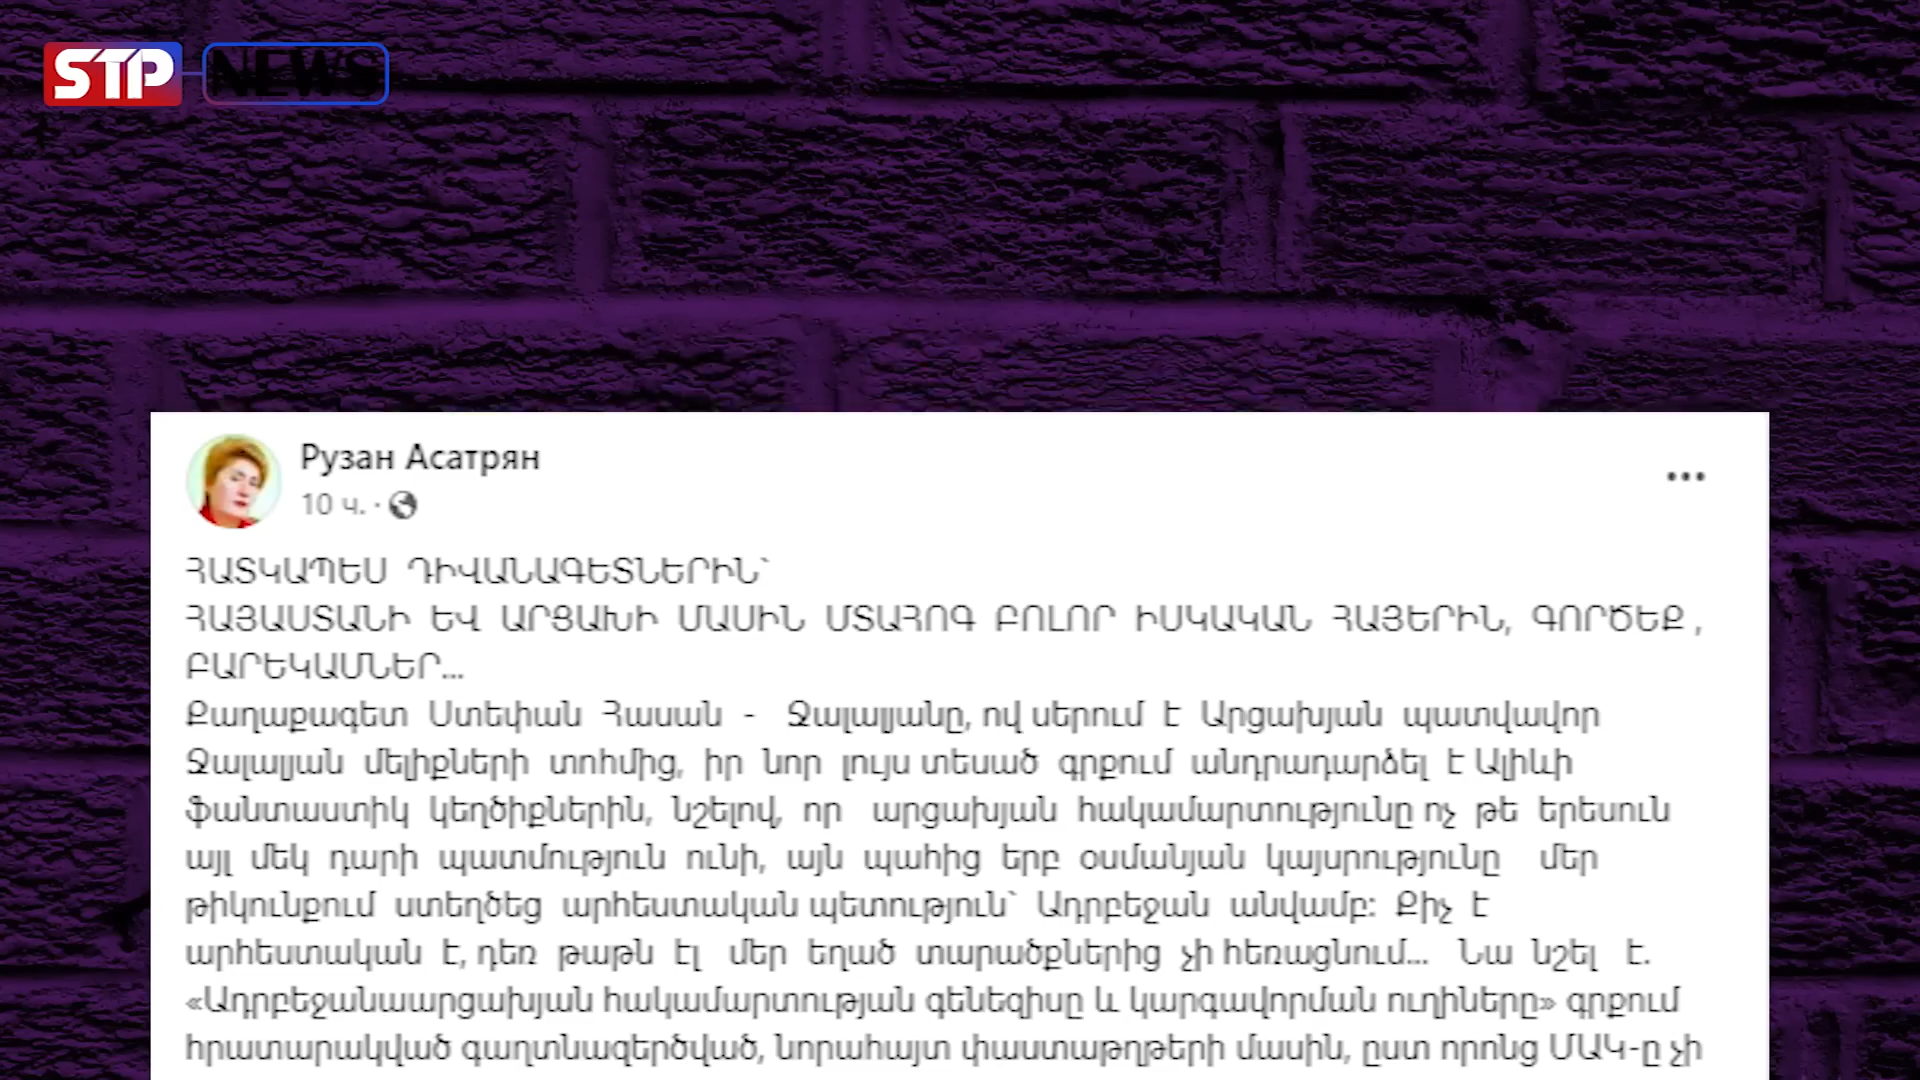 STP NEWS
Рузан Асатрян
10 ч. ·
ՀԱՏԿԱՊԵՍ ԴԻՎԱՆԱԳԵՏՆԵՐԻՆ՝
ՀԱՅԱՍՏԱՆԻ ԵՎ ԱՐՑԱԽԻ ՄԱՍԻՆ ՄՏԱՀՈԳ ԲՈԼՈՐ ԻՍԿԱԿԱՆ ՀԱՅԵՐԻՆ, ԳՈՐԾԵՔ ,
ԲԱՐԵԿԱՄՆԵՐ...
Քաղաքագետ Ստեփան Հասան - Ջալալյանը, ով սերում է Արցախյան պատվավոր
Ջալալյան մելիքների տոհմից, իր նոր լույս տեսած գրքում անդրադարձել է Ալիևի
ֆանտաստիկ կեղծիքներին, նշելով, որ արցախյան հակամարտությունը ոչ թե երեսուն
այլ մեկ դարի պատմություն ունի, այն պահից երբ օսմանյան կայսրությունը մեր
թիկունքում ստեղծեց արհեստական պետություն՝ Ադրբեջան անվամբ: Քիչ է
արհեստական է, դեռ թաթն էլ մեր եղած տարածքներից չի հեռացնում... Նա նշել է.
«Ադրբեջանաարցախյան հակամարտության գենեզիսը և կարգավորման ուղիները» գրքում
հրատարակված գաղտնազերծված, նորահայտ փաստաթղթերի մասին, ըստ որոնց ՄԱԿ-ը չի